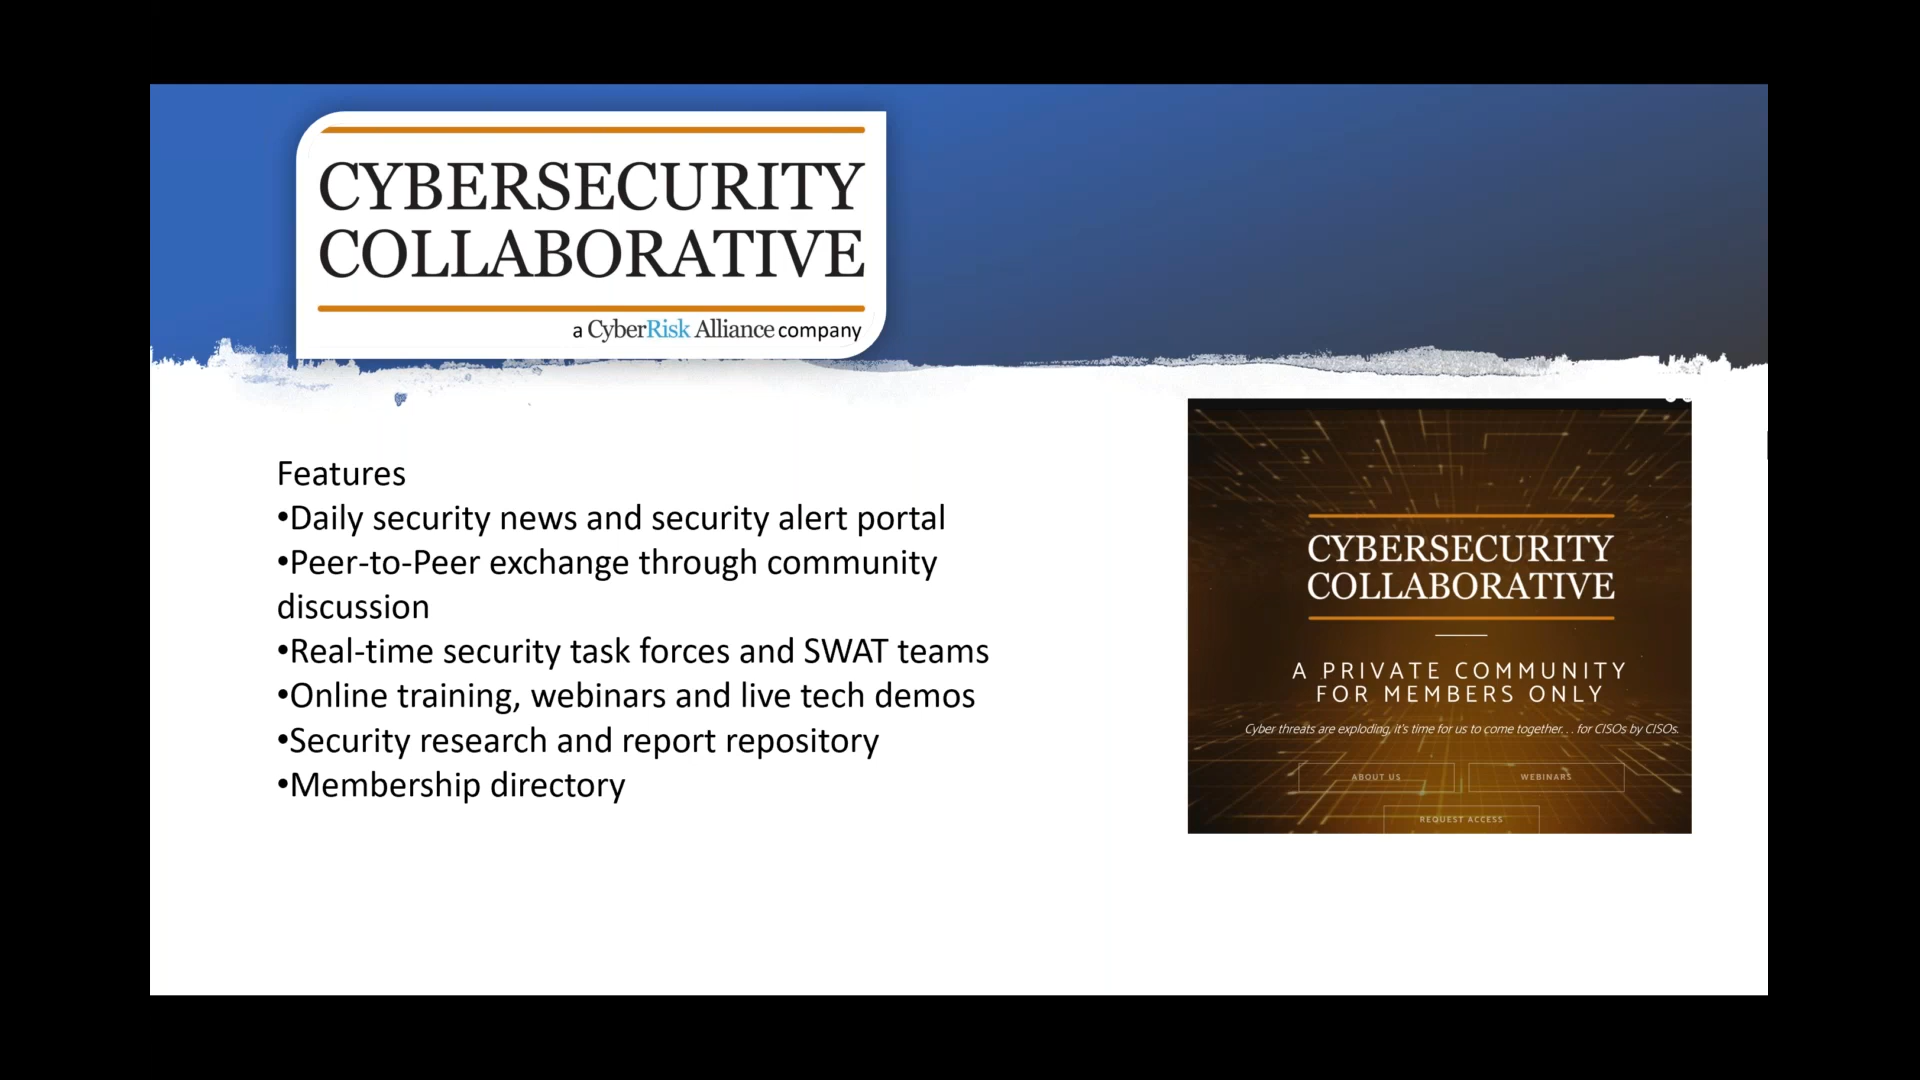 CYBERSECURITY
COLLABORATIVE
a CyberRisk Alliance company
Features
•Daily security news and security alert portal
•Peer-to-Peer exchange through community
discussion
•Real-time security task forces and SWAT teams
•Online training, webinars and live tech demos
•Security research and report repository
•Membership directory
CYBERSECURITY
COLLABORATIVE
A PRIVATE COMMUNITY
FOR MEMBERS ONLY
Cyber threats are exploding, it's time for us to come together. . . for CISOs by CISOs.
ABOUT US
WEBINARS
REQUEST ACCESS